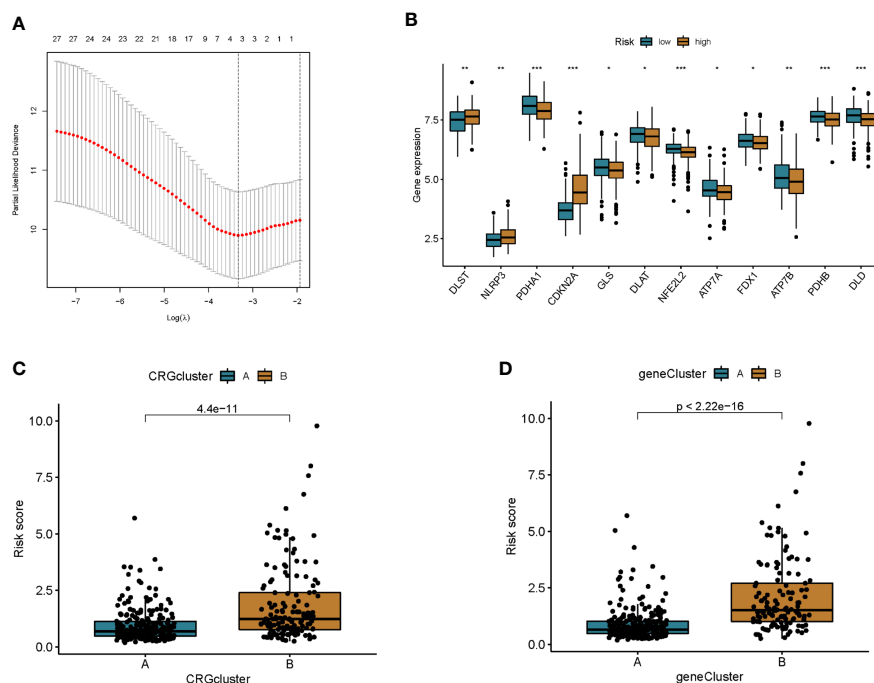 A
27 27 24 24 23 22 21 18 17 9 7 4 3 2 1 1
Partial Likelihood Deviance
12
11
10
−7 −6 −5 −4 −3 −2
Log(λ)
B
Risk low high
** ** *** *** * * *** * * ** *** ***
Gene expression
7.5
5.0
2.5
DLST NLRP3 PDHA1 CDKN2A GLS DLAT NFE2L2 ATP7A FDX1 ATP7B PDHB DLD
C
CRGcluster A B
4.4e−11
Risk score
10.0
7.5
5.0
2.5
0.0
A B
CRGcluster
D
geneCluster A B
p < 2.22e−16
Risk score
10.0
7.5
5.0
2.5
0.0
A B
geneCluster